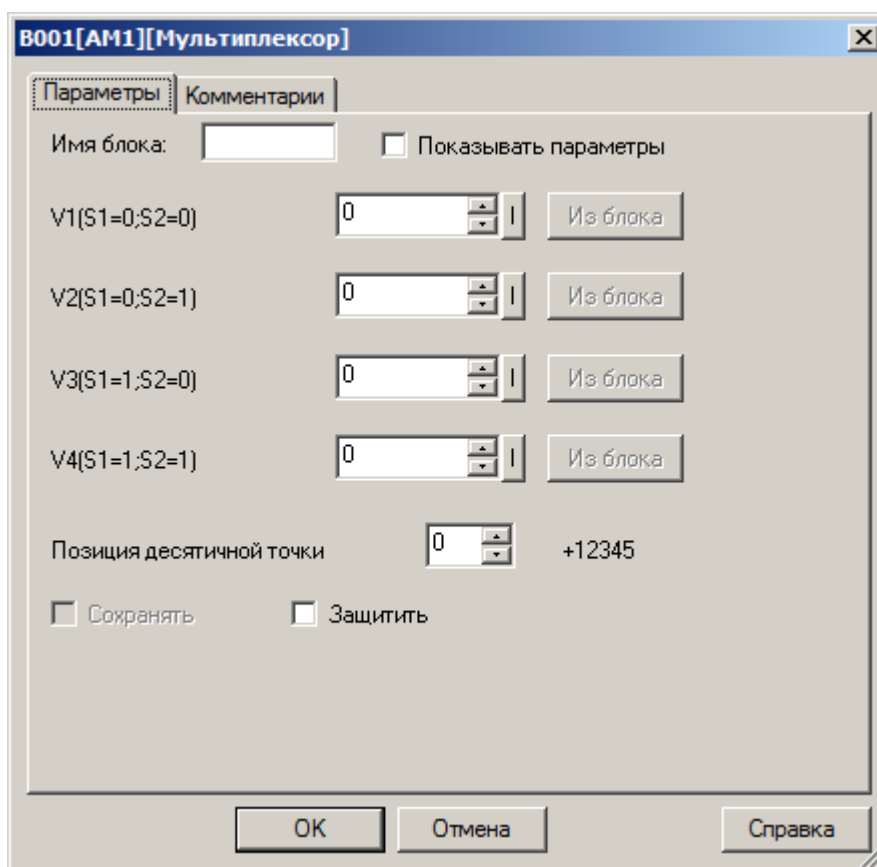 B001[AM1][Мультиплексор]
Параметры Комментарии
Имя блока: Показывать параметры
V1(S1=0;S2=0) 0 I Из блока
V2(S1=0;S2=1) 0 I Из блока
V3(S1=1;S2=0) 0 I Из блока
V4(S1=1;S2=1) 0 I Из блока
Позиция десятичной точки 0 +12345
Сохранять Защитить
OK Отмена Справка